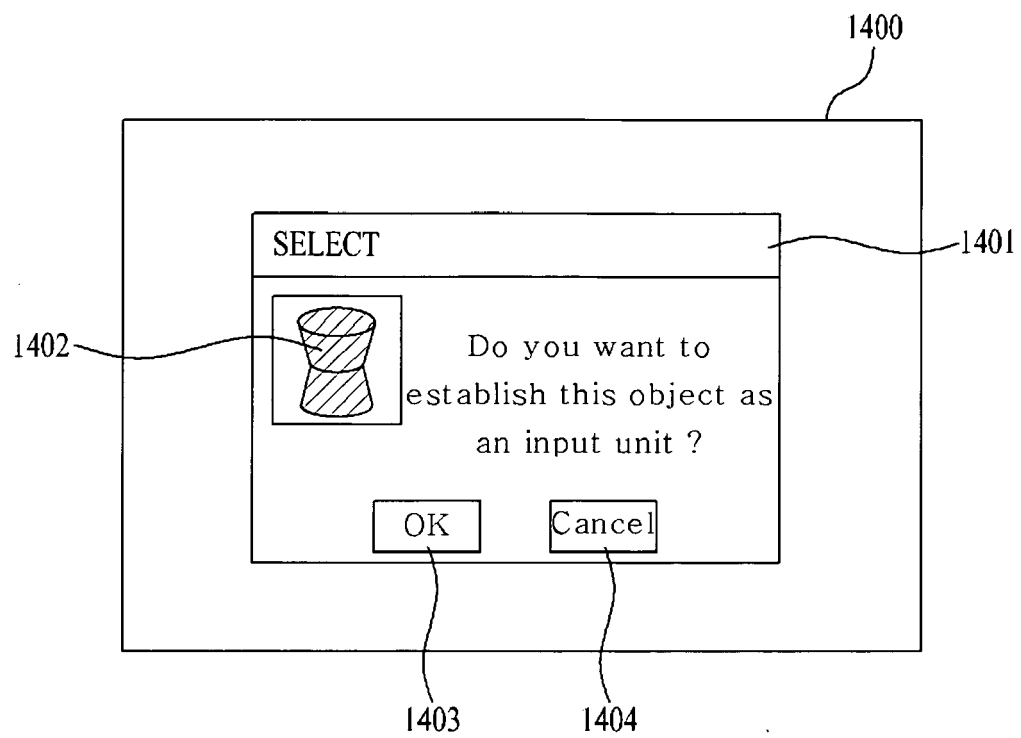 1400
SELECT
1401
1402
Do you want to
establish this object as
an input unit ?
OK
Cancel
1403
1404